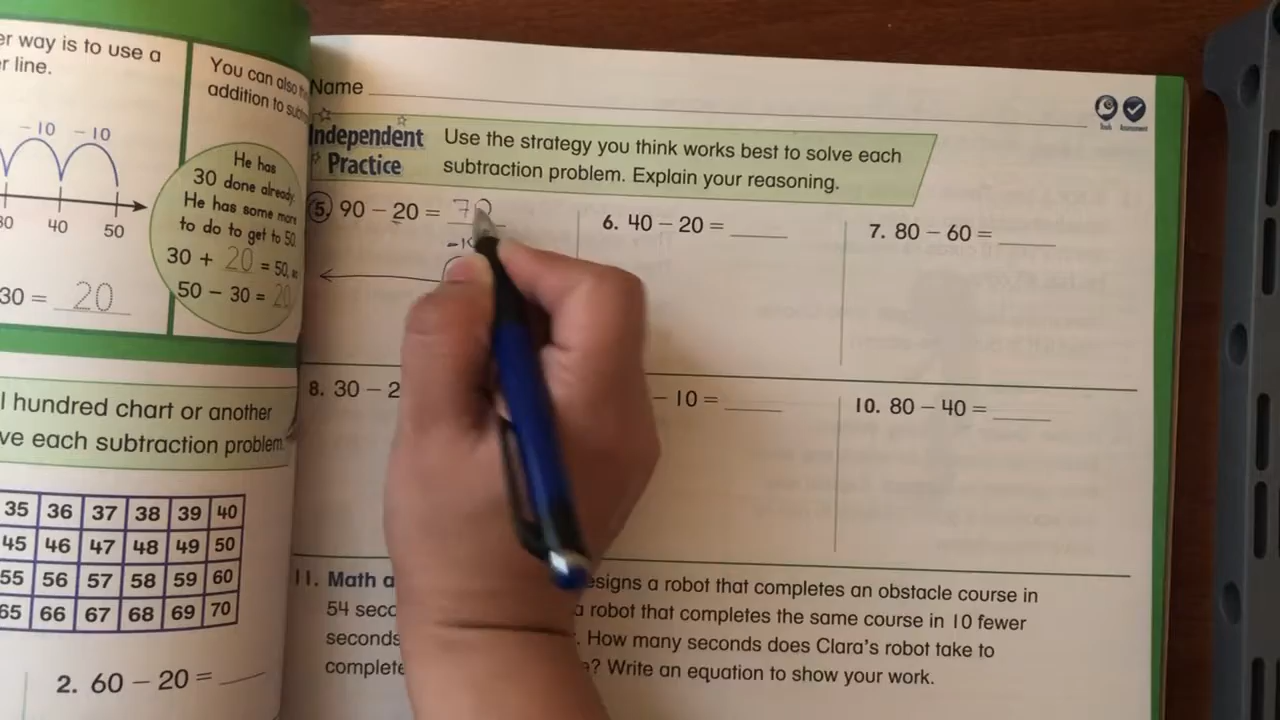 er way is to use a
r line.
-10 -10
30 40 50
30 = 20
You can also
addition to
He has
30 done already.
He has some more
to do to get to 50.
30 + 20 = 50, so
50 - 30 = 20
l hundred chart or another
ve each subtraction problem.
35 36 37 38 39 40
45 46 47 48 49 50
55 56 57 58 59 60
65 66 67 68 69 70
2. 60 - 20 =
Name
Tools Assessment
Independent
Practice
Use the strategy you think works best to solve each
subtraction problem. Explain your reasoning.
5. 90 - 20 = 70
6. 40 - 20 =
7. 80 - 60 =
8. 30 - 2
- 10 =
10. 80 - 40 =
11. Math a esigns a robot that completes an obstacle course in
54 seco a robot that completes the same course in 10 fewer
seconds . How many seconds does Clara's robot take to
complete ? Write an equation to show your work.